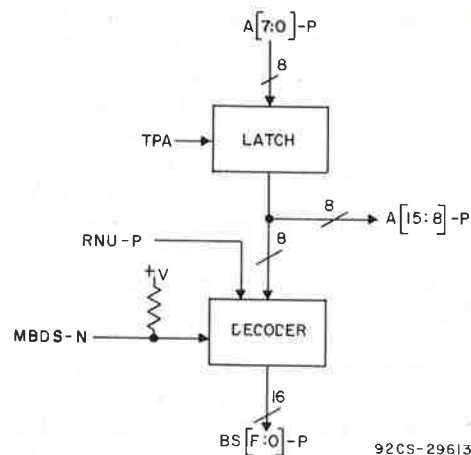 A[7:0]-P
8
TPA
LATCH
8
A[15:8]-P
RNU-P
8
+V
MBDS-N
DECODER
16
BS[F:0]-P
92CS-29613